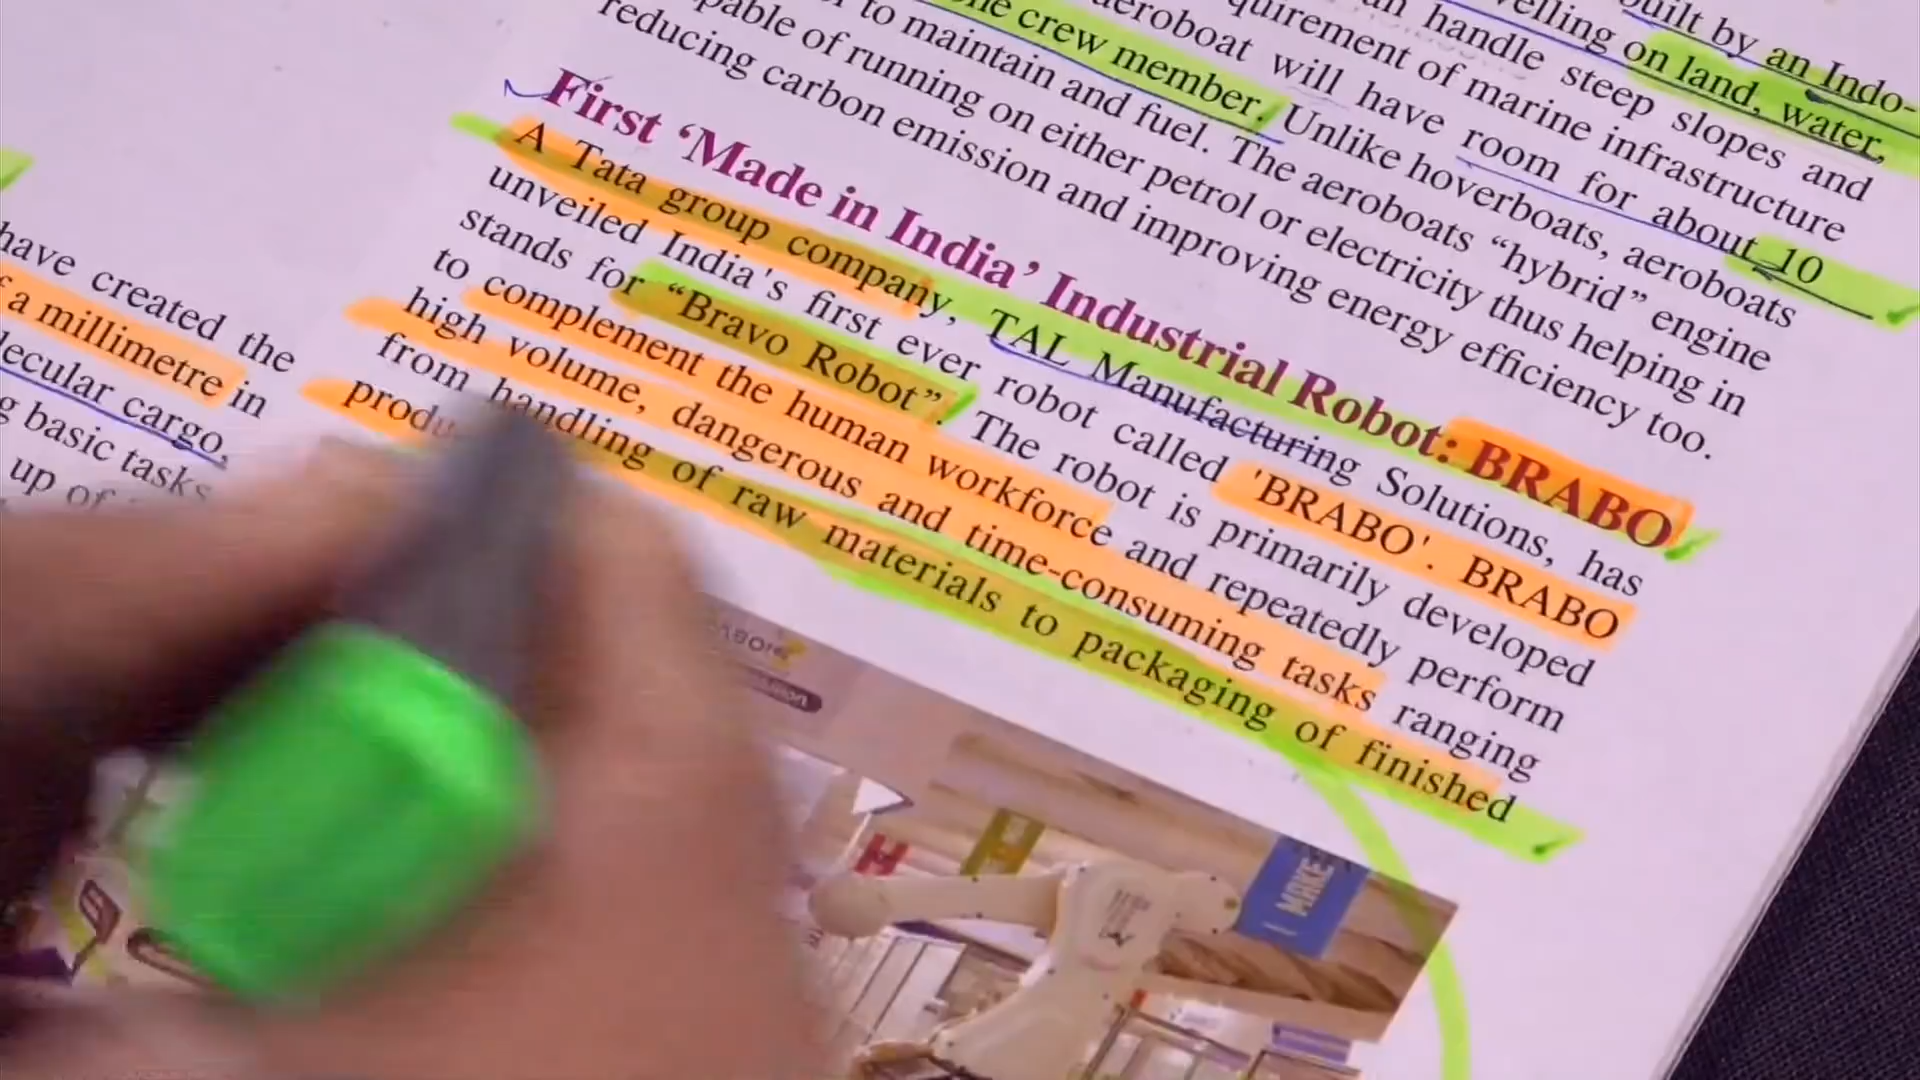 built by an Indo-
velling on land, water,
handle steep slopes and
quirement of marine infrastructure
aeroboat will have room for about 10
one crew member. Unlike hoverboats, aeroboats
to maintain and fuel. The aeroboats “hybrid” engine
pable of running on either petrol or electricity thus helping in
reducing carbon emission and improving energy efficiency too.
First ‘Made in India’ Industrial Robot: BRABO
A Tata group company, TAL Manufacturing Solutions, has
unveiled India's first ever robot called 'BRABO'. BRABO
stands for “Bravo Robot”. The robot is primarily developed
to complement the human workforce and repeatedly perform
high volume, dangerous and time-consuming tasks ranging
from handling of raw materials to packaging of finished
produ
have created the
a millimetre in
lecular cargo,
g basic tasks
up of
MAKE